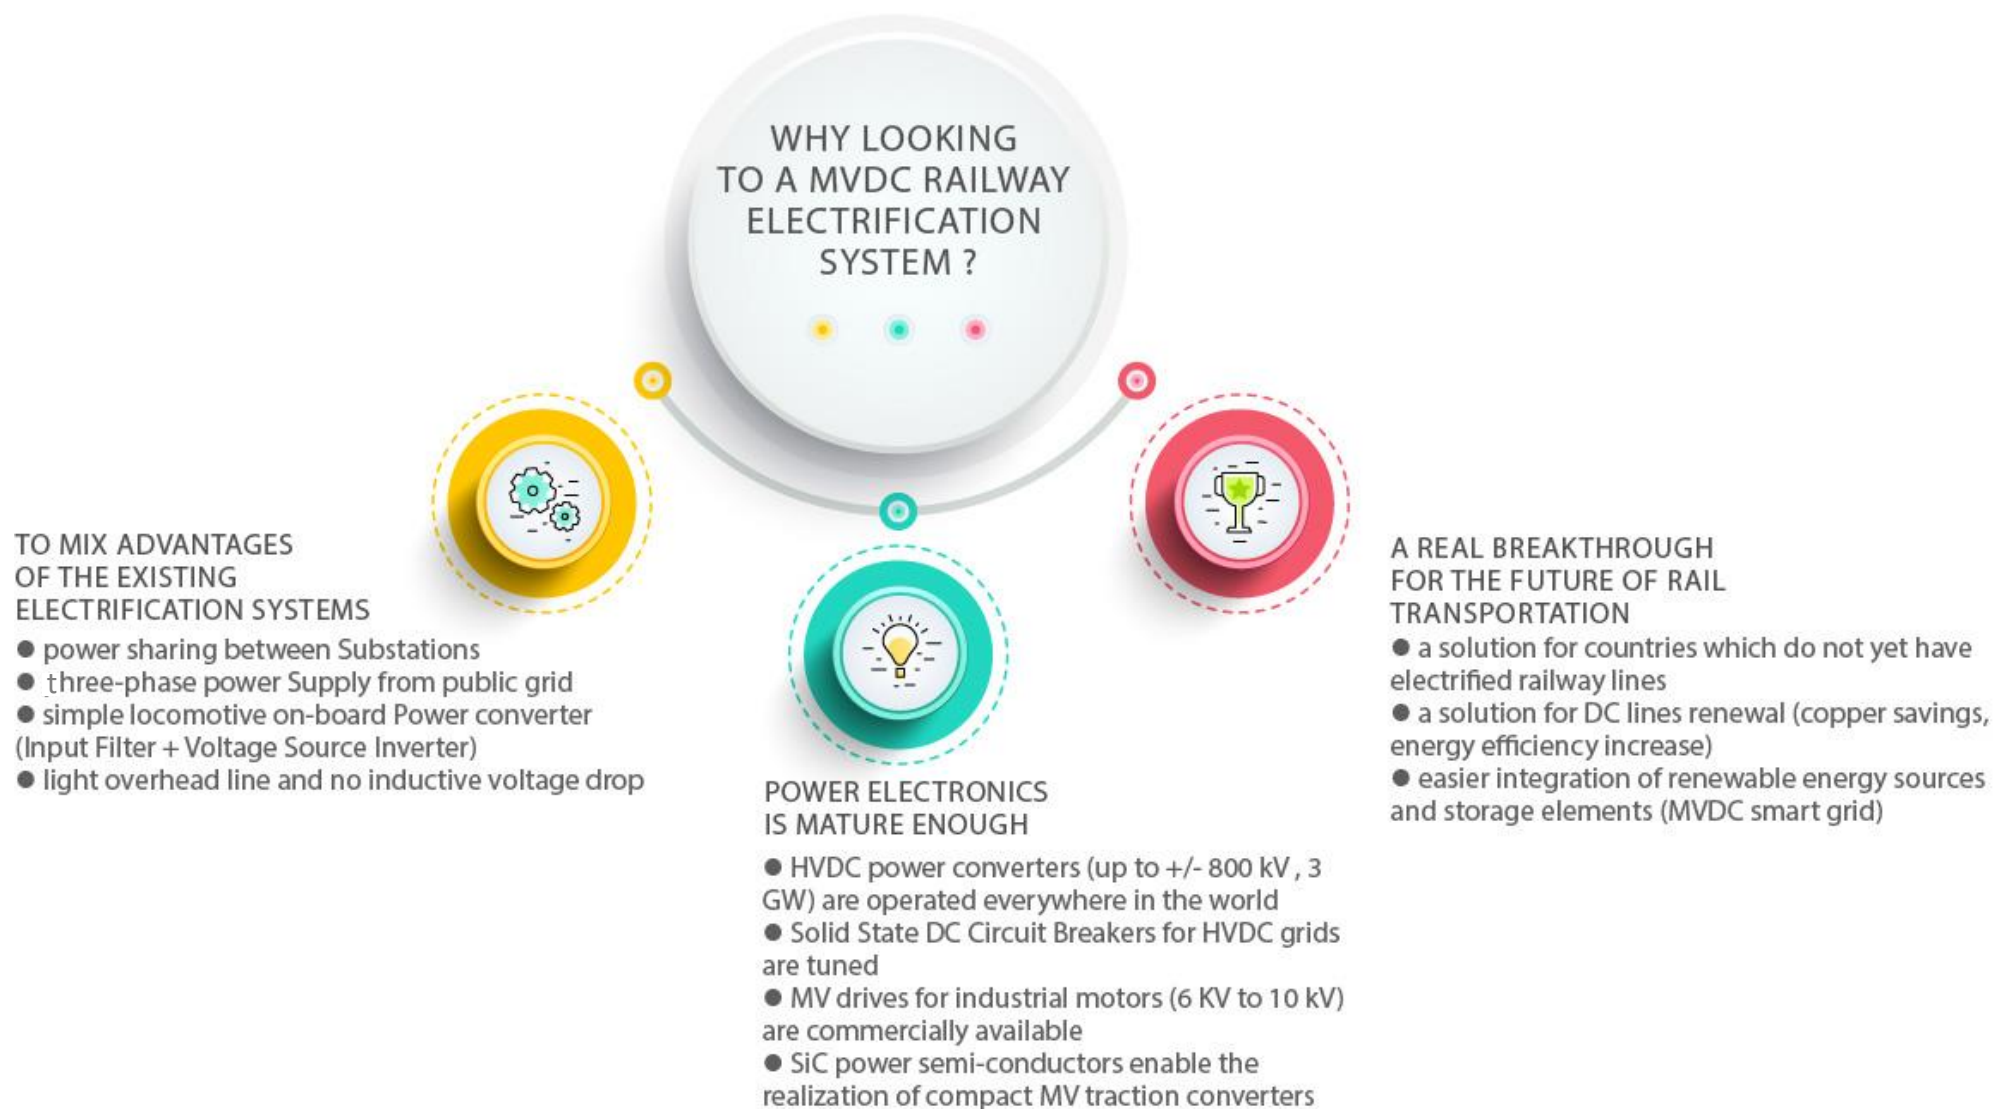 WHY LOOKING
TO A MVDC RAILWAY
ELECTRIFICATION
SYSTEM ?
TO MIX ADVANTAGES
OF THE EXISTING
ELECTRIFICATION SYSTEMS
● power sharing between Substations
● three-phase power Supply from public grid
● simple locomotive on-board Power converter
(Input Filter + Voltage Source Inverter)
● light overhead line and no inductive voltage drop
POWER ELECTRONICS
IS MATURE ENOUGH
● HVDC power converters (up to +/- 800 kV , 3
GW) are operated everywhere in the world
● Solid State DC Circuit Breakers for HVDC grids
are tuned
● MV drives for industrial motors (6 KV to 10 kV)
are commercially available
● SiC power semi-conductors enable the
realization of compact MV traction converters
A REAL BREAKTHROUGH
FOR THE FUTURE OF RAIL
TRANSPORTATION
● a solution for countries which do not yet have
electrified railway lines
● a solution for DC lines renewal (copper savings,
energy efficiency increase)
● easier integration of renewable energy sources
and storage elements (MVDC smart grid)